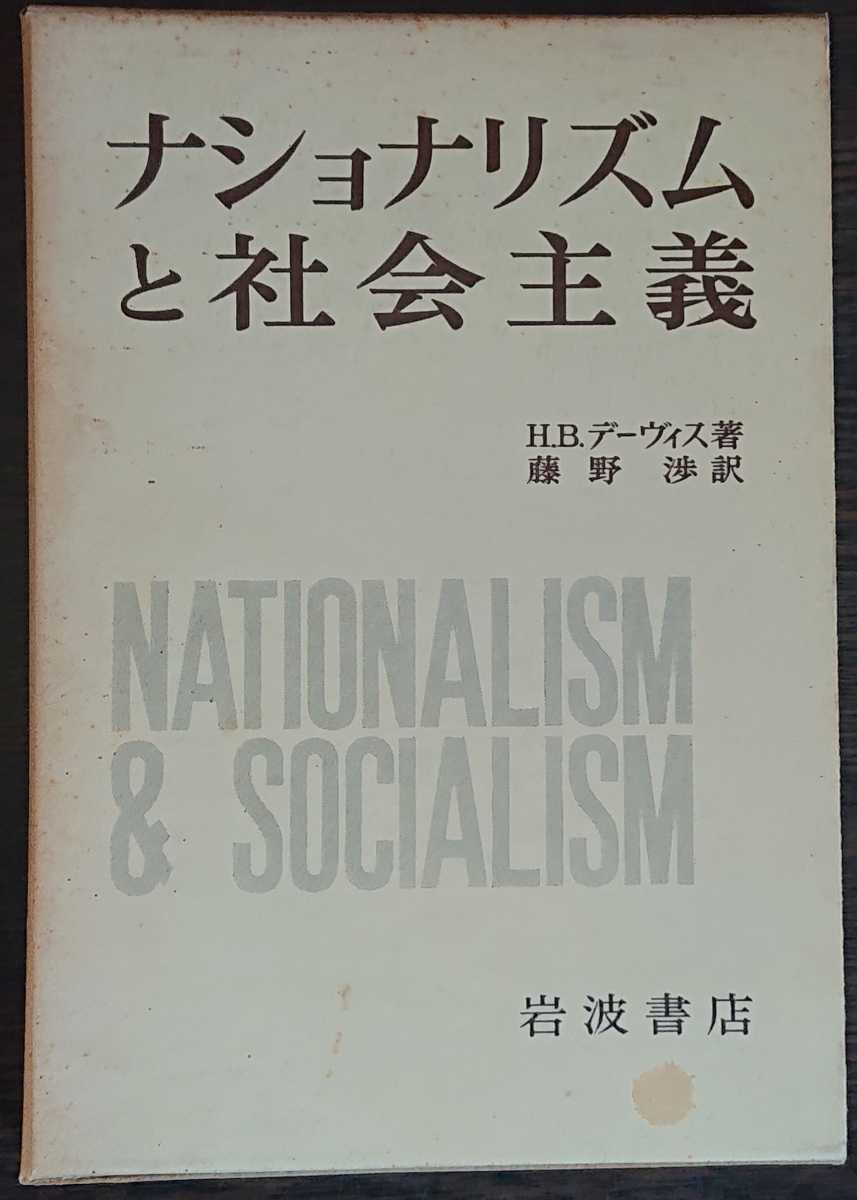 ナショナリズム
と社会主義
H.B.デーヴィス著
藤野 渉訳
NATIONALISM
& SOCIALISM
岩波書店